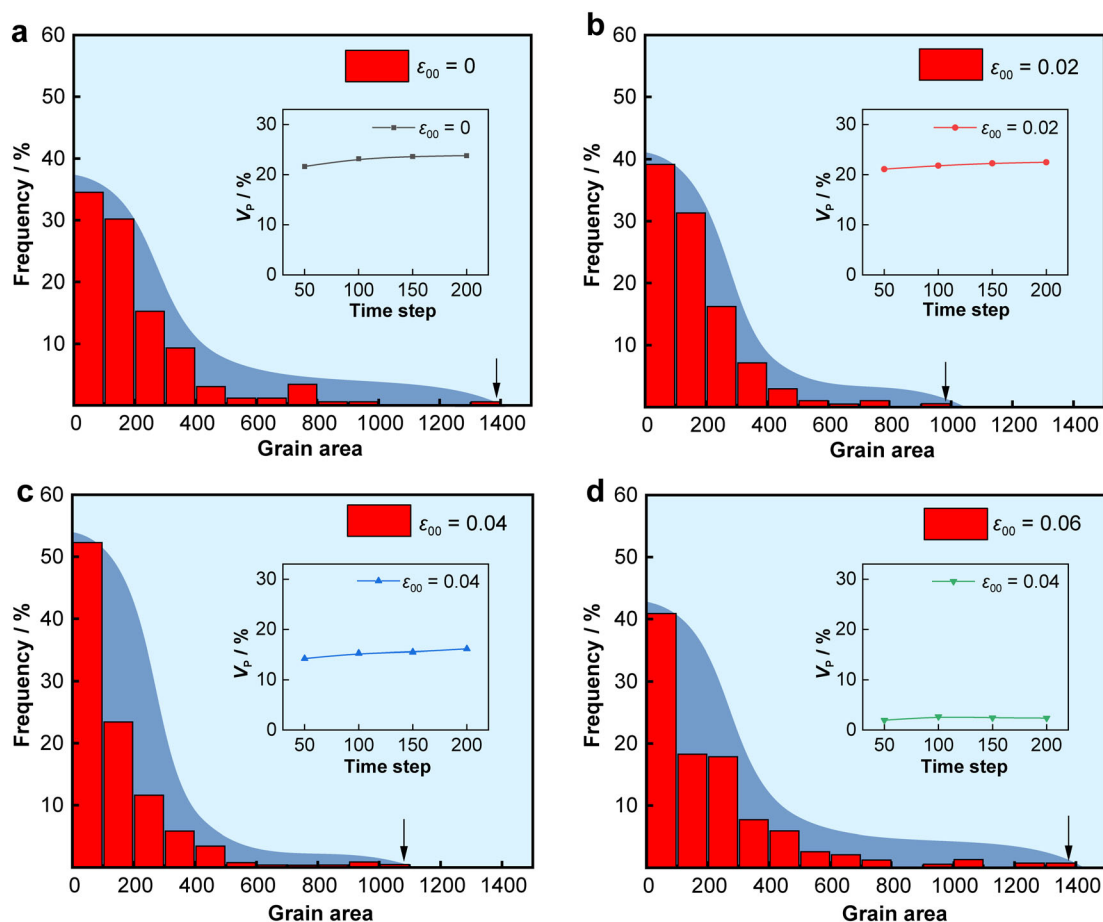 a
ε00 = 0
Frequency / %
60
50
40
30
20
10
0 200 400 600 800 1000 1200 1400
Grain area
ε00 = 0
VP / %
30
20
10
0
50 100 150 200
Time step
b
ε00 = 0.02
Frequency / %
60
50
40
30
20
10
0 200 400 600 800 1000 1200 1400
Grain area
ε00 = 0.02
VP / %
30
20
10
0
50 100 150 200
Time step
c
ε00 = 0.04
Frequency / %
60
50
40
30
20
10
0 200 400 600 800 1000 1200 1400
Grain area
ε00 = 0.04
VP / %
30
20
10
0
50 100 150 200
Time step
d
ε00 = 0.06
Frequency / %
60
50
40
30
20
10
0 200 400 600 800 1000 1200 1400
Grain area
ε00 = 0.04
VP / %
30
20
10
0
50 100 150 200
Time step